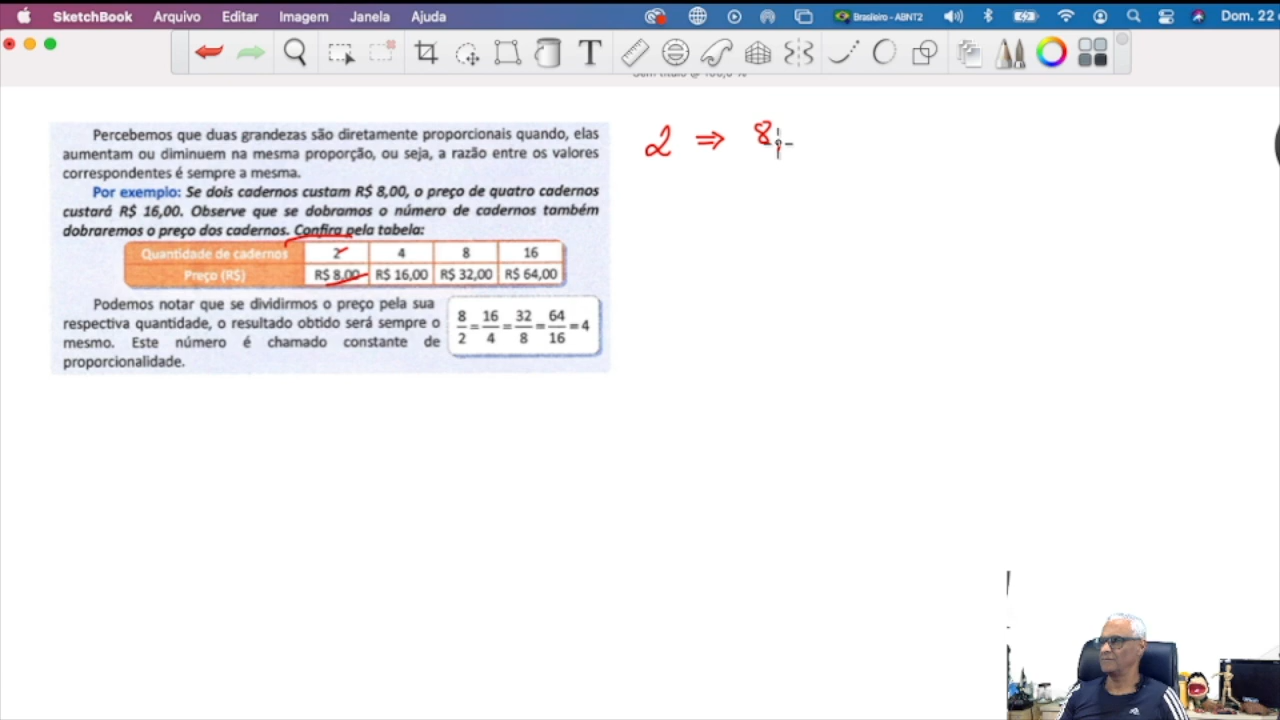 SketchBook Arquivo Editar Imagem Janela Ajuda Brasileiro - ABNT2 Dom. 22
Percebemos que duas grandezas são diretamente proporcionais quando, elas
aumentam ou diminuem na mesma proporção, ou seja, a razão entre os valores
correspondentes é sempre a mesma.
Por exemplo: Se dois cadernos custam R$ 8,00, o preço de quatro cadernos
custará R$ 16,00. Observe que se dobramos o número de cadernos também
dobraremos o preço dos cadernos. Confira pela tabela:
Quantidade de cadernos 2 4 8 16
Preço (R$) R$ 8,00 R$ 16,00 R$ 32,00 R$ 64,00
Podemos notar que se dividirmos o preço pela sua
respectiva quantidade, o resultado obtido será sempre o
mesmo. Este número é chamado constante de
proporcionalidade.
8/2 = 16/4 = 32/8 = 64/16 = 4
2 ⇒ 8,